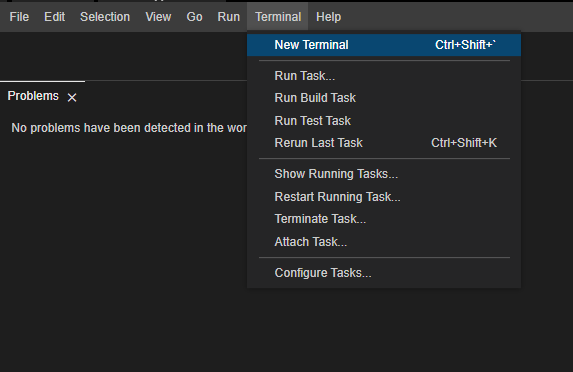 File Edit Selection View Go Run Terminal Help
New Terminal Ctrl+Shift+`
Run Task...
Problems ×
Run Build Task
No problems have been detected in the wor
Run Test Task
Rerun Last Task Ctrl+Shift+K
Show Running Tasks...
Restart Running Task...
Terminate Task...
Attach Task...
Configure Tasks...